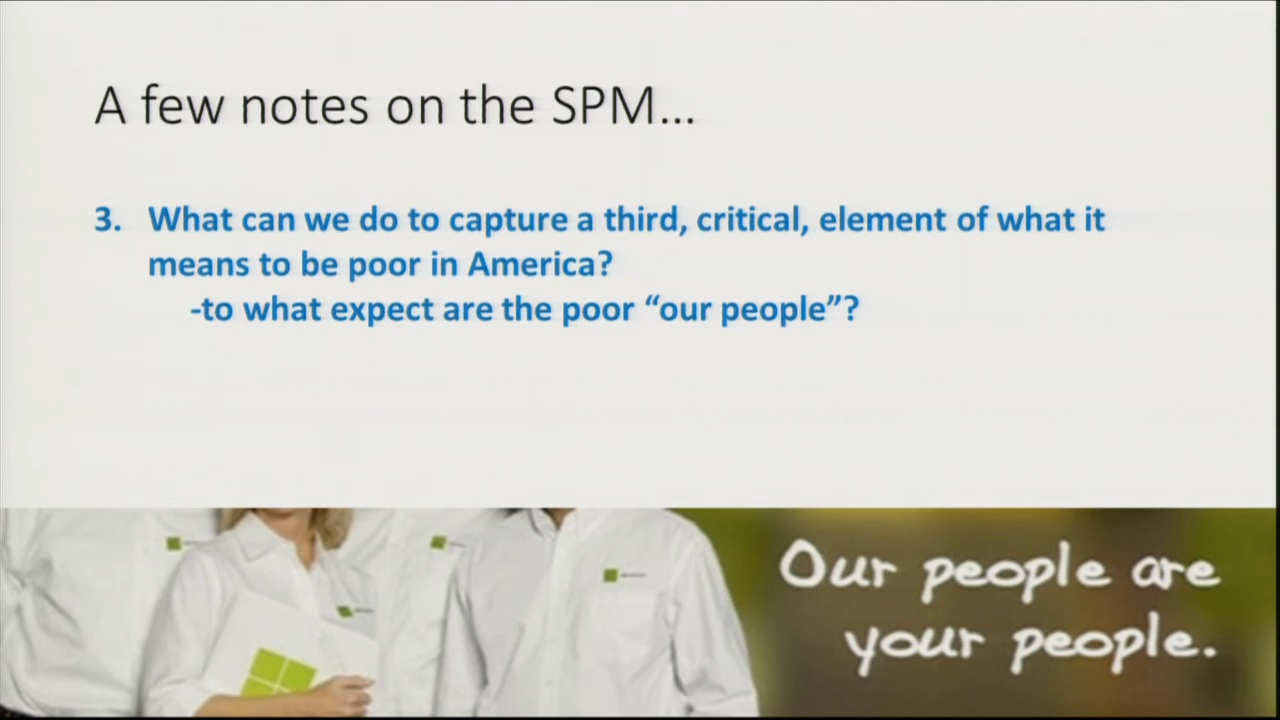 A few notes on the SPM...
3. What can we do to capture a third, critical, element of what it
means to be poor in America?
-to what expect are the poor “our people”?
Our people are
your people.